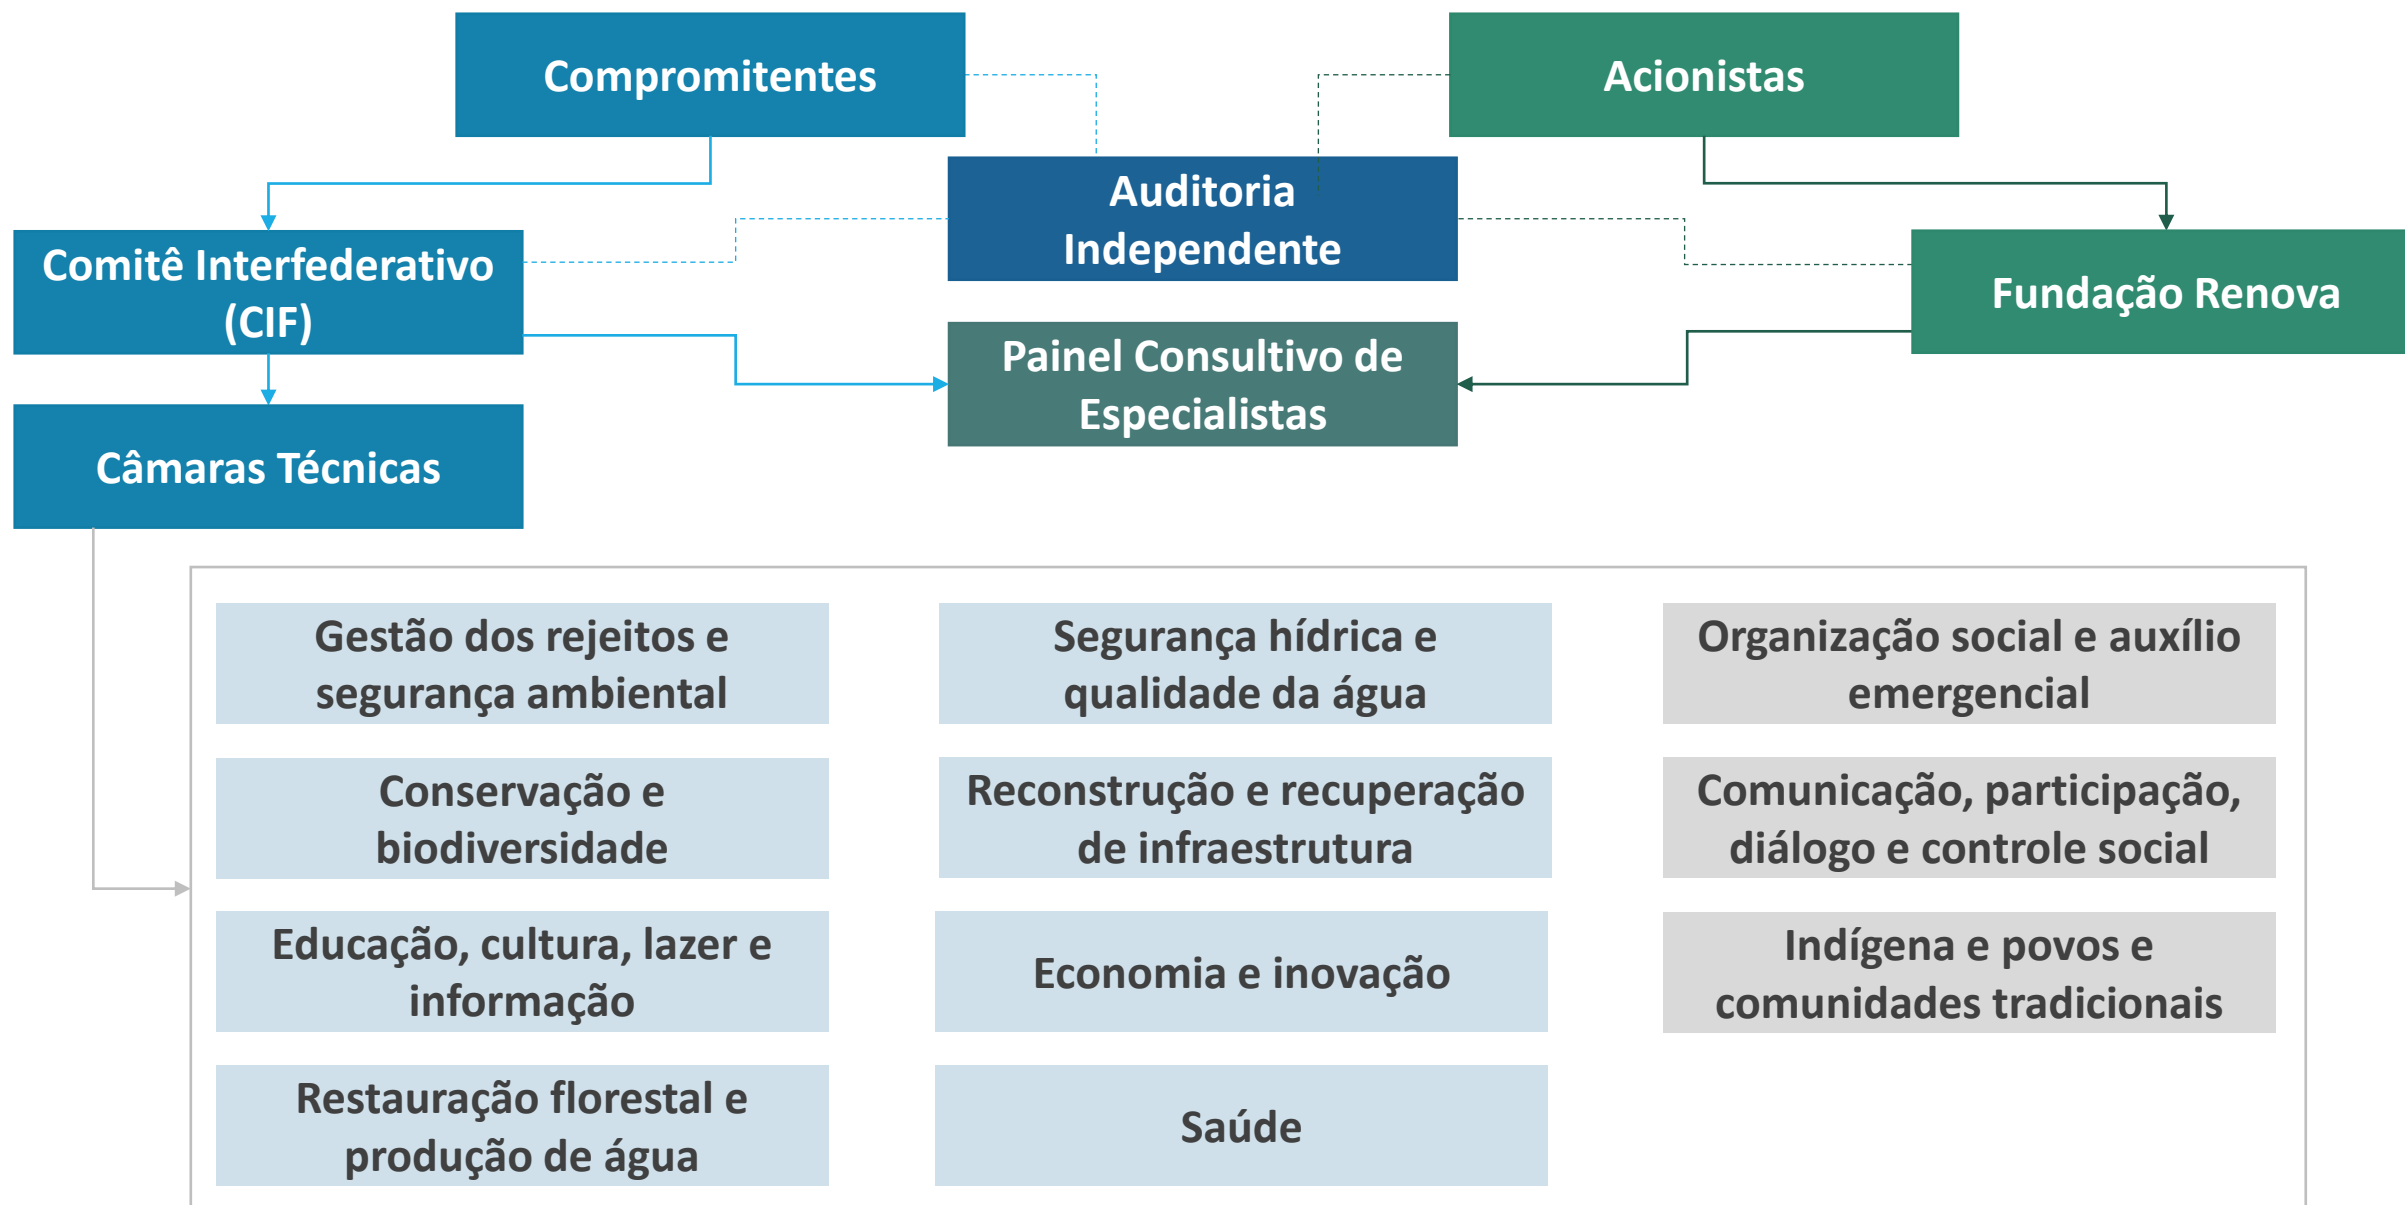 Compromitentes
Acionistas
Auditoria
Independente
Comitê Interfederativo
(CIF)
Fundação Renova
Painel Consultivo de
Especialistas
Câmaras Técnicas
Gestão dos rejeitos e
segurança ambiental
Segurança hídrica e
qualidade da água
Organização social e auxílio
emergencial
Conservação e
biodiversidade
Reconstrução e recuperação
de infraestrutura
Comunicação, participação,
diálogo e controle social
Educação, cultura, lazer e
informação
Economia e inovação
Indígena e povos e
comunidades tradicionais
Restauração florestal e
produção de água
Saúde